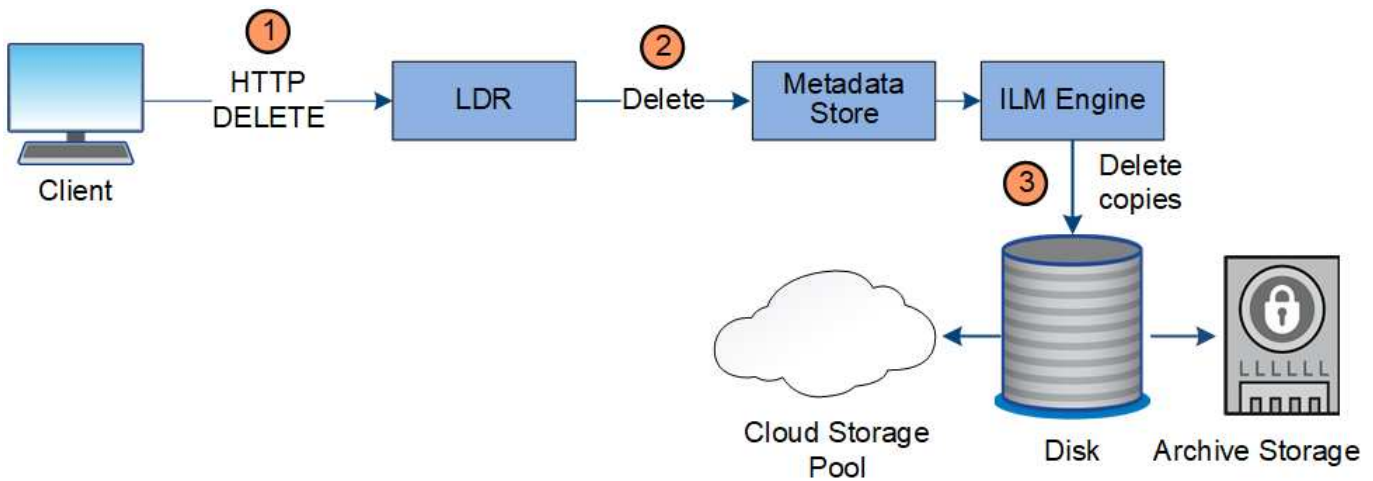 1
HTTP
DELETE
LDR
2
Delete
Metadata
Store
ILM Engine
Client
3
Delete
copies
LLLLLL
Cloud Storage
Pool
Disk
Archive Storage